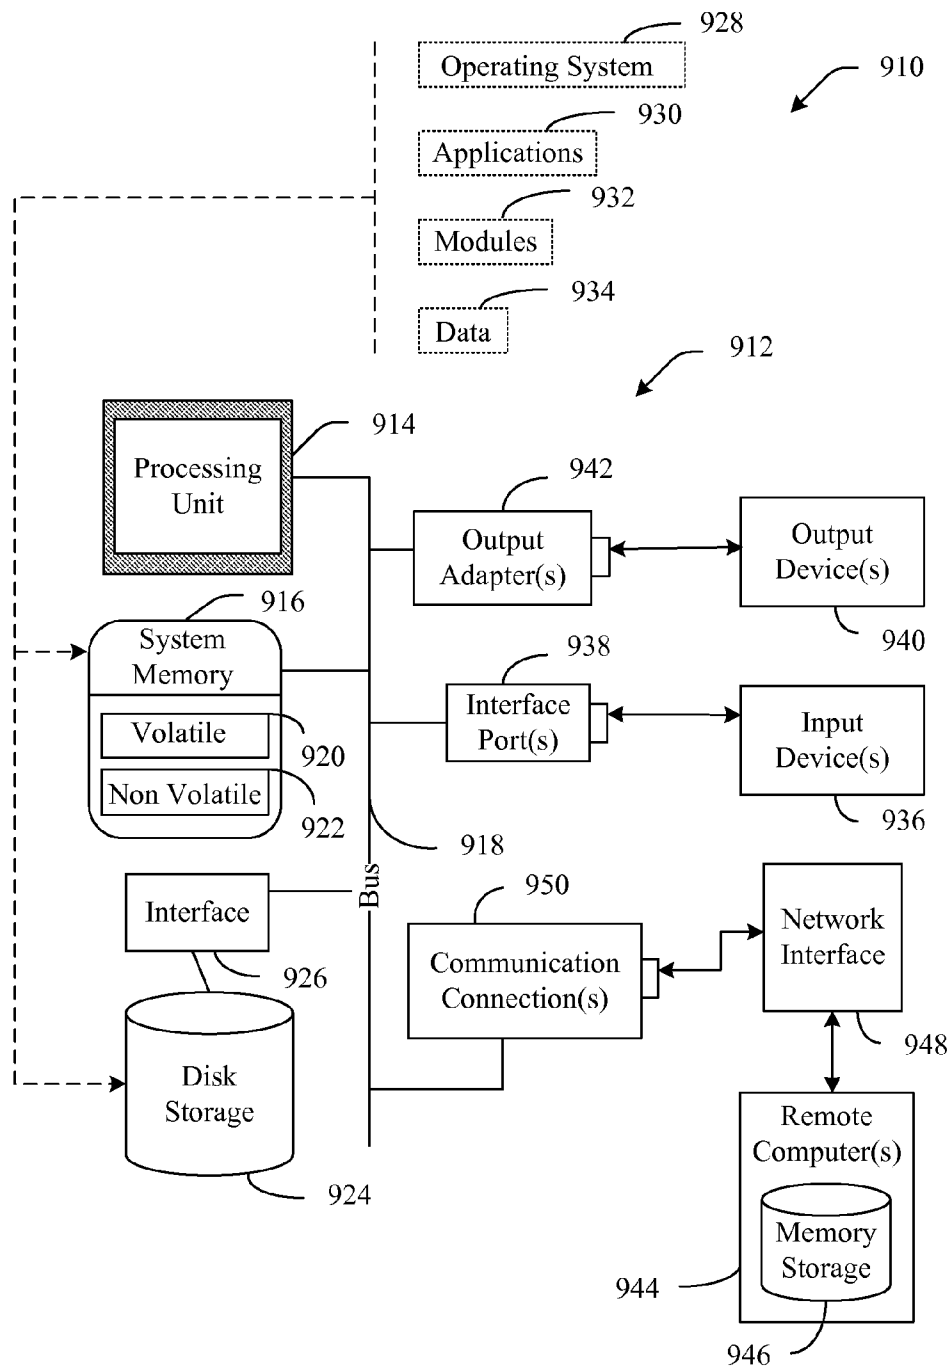 928
Operating System
910
930
Applications
932
Modules
934
Data
912
914
Processing
Unit
942
Output
Adapter(s)
Output
Device(s)
940
916
System
Memory
938
Interface
Port(s)
Input
Device(s)
936
Volatile
920
Non Volatile
922
918
Bus
950
Communication
Connection(s)
Network
Interface
948
Interface
926
Disk
Storage
924
Remote
Computer(s)
Memory
Storage
944
946